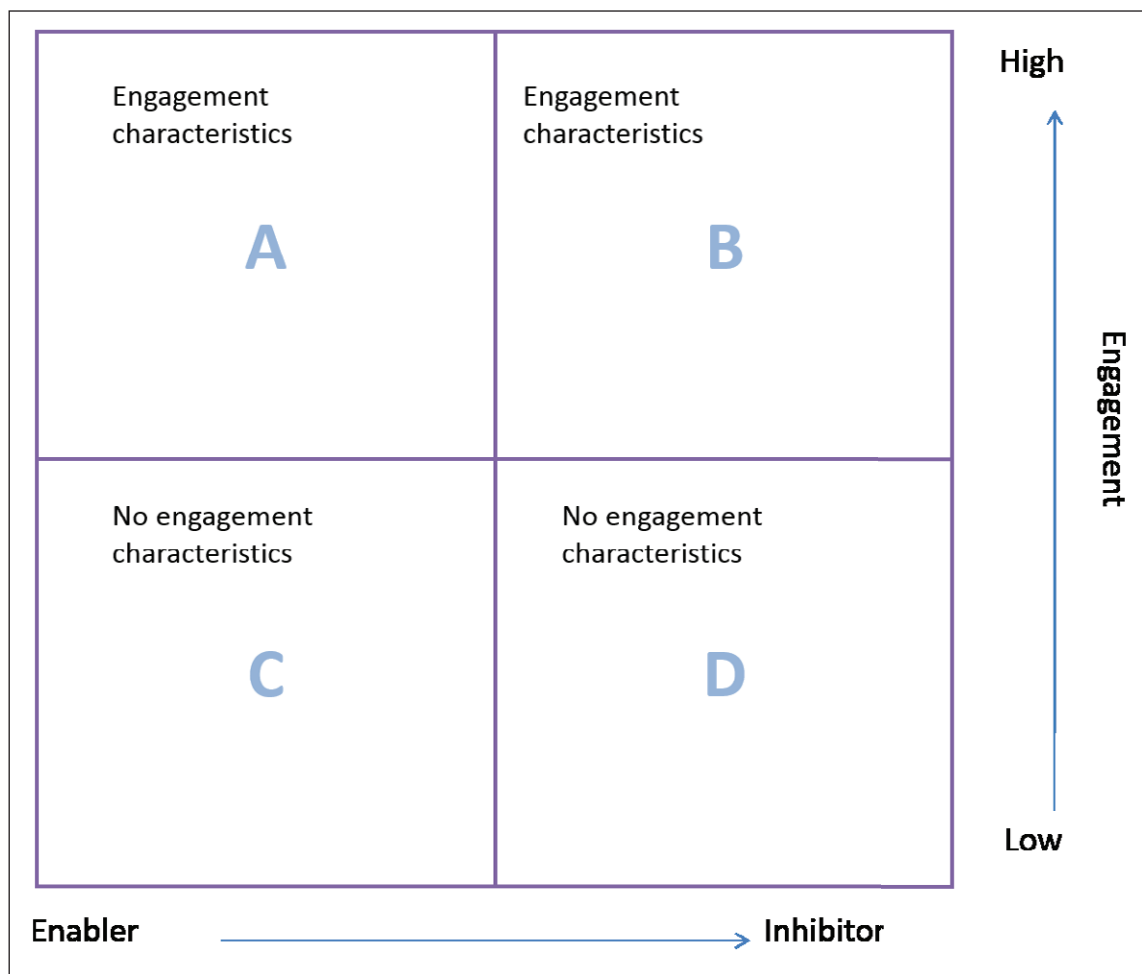 High
Engagement
characteristics
Engagement
characteristics
A
B
Engagement
No engagement
characteristics
No engagement
characteristics
C
D
Low
Enabler
Inhibitor